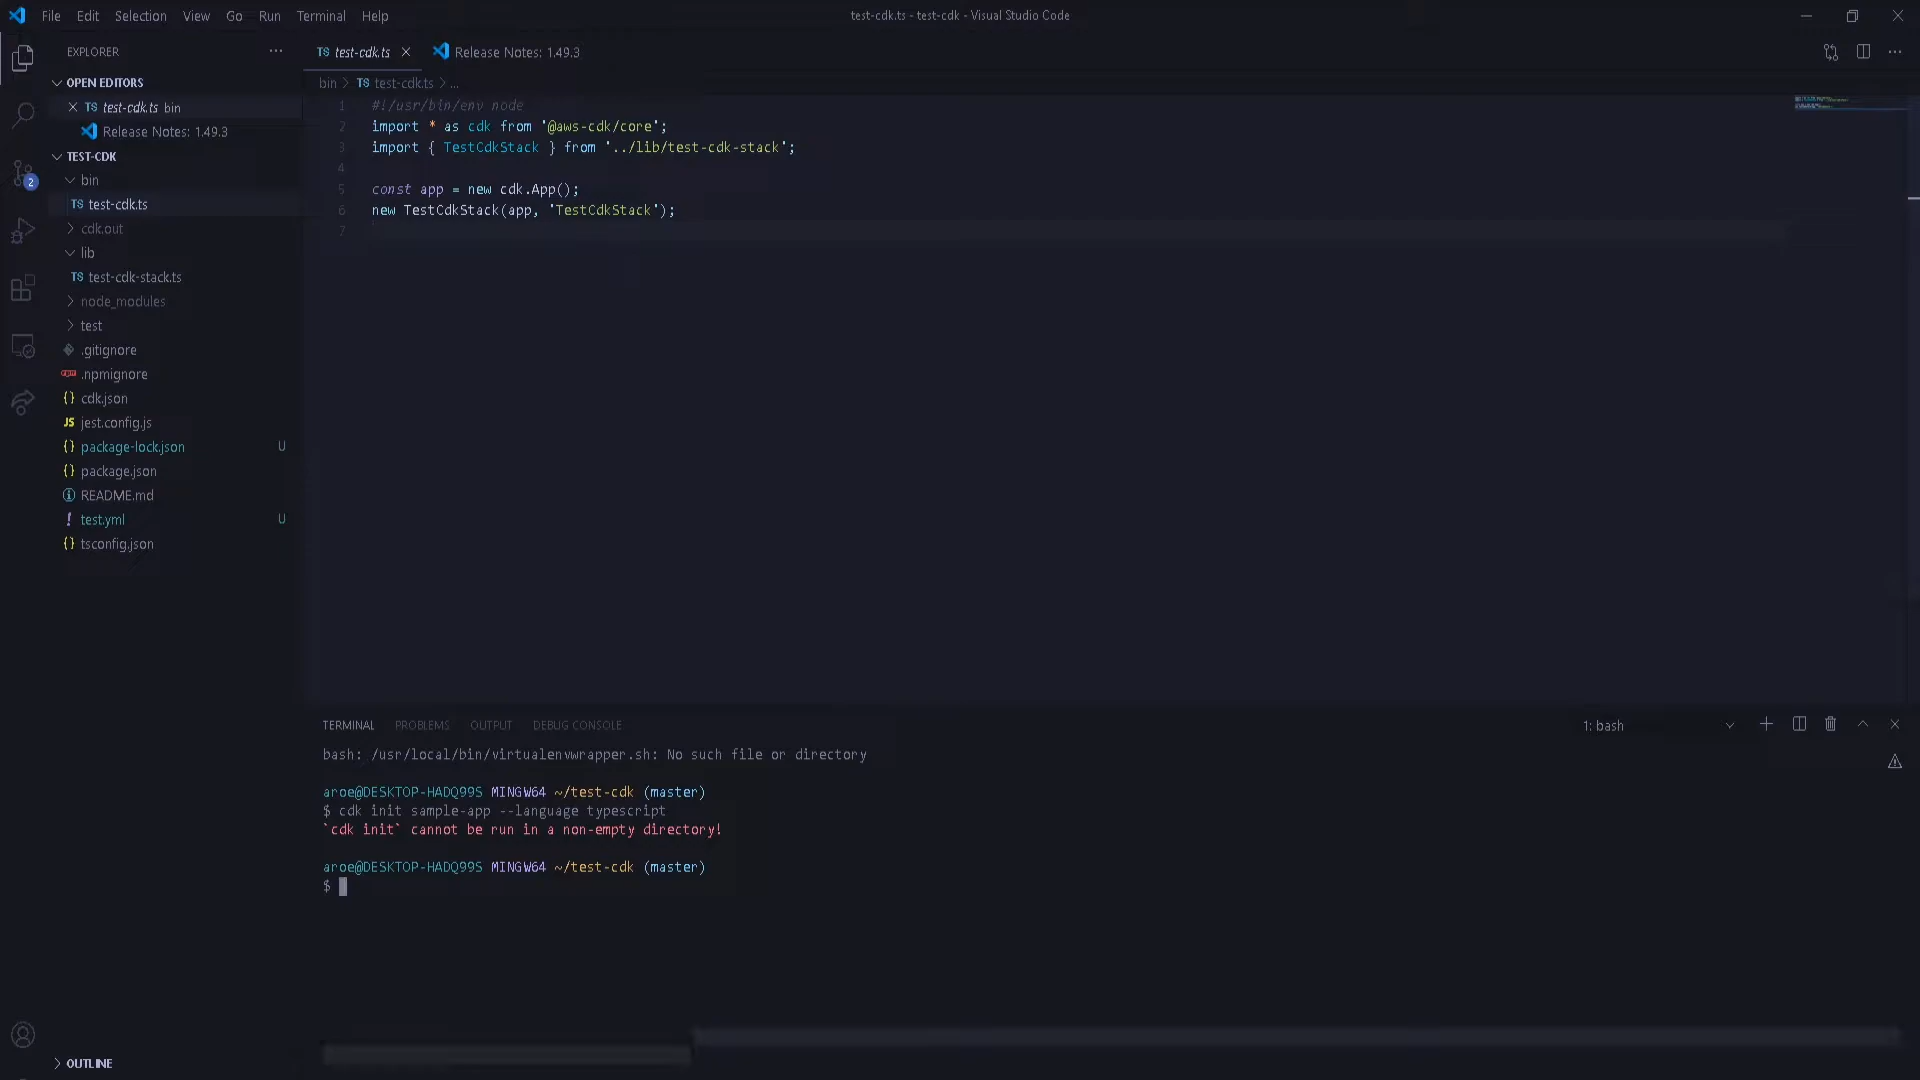 File Edit Selection View Go Run Terminal Help
test-cdk.ts - test-cdk - Visual Studio Code
EXPLORER
OPEN EDITORS
TS test-cdk.ts bin
Release Notes: 1.49.3
TEST-CDK
bin
TS test-cdk.ts
cdk.out
lib
TS test-cdk-stack.ts
node_modules
test
.gitignore
.npmignore
{} cdk.json
JS jest.config.js
{} package-lock.json U
{} package.json
README.md
! test.yml U
{} tsconfig.json
OUTLINE
2
TS test-cdk.ts
Release Notes: 1.49.3
bin > TS test-cdk.ts > ...
1 #!/usr/bin/env node
2 import * as cdk from '@aws-cdk/core';
3 import { TestCdkStack } from '../lib/test-cdk-stack';
4
5 const app = new cdk.App();
6 new TestCdkStack(app, 'TestCdkStack');
7
TERMINAL PROBLEMS OUTPUT DEBUG CONSOLE
1: bash
bash: /usr/local/bin/virtualenvwrapper.sh: No such file or directory
aroe@DESKTOP-HADQ99S MINGW64 ~/test-cdk (master)
$ cdk init sample-app --language typescript
`cdk init` cannot be run in a non-empty directory!
aroe@DESKTOP-HADQ99S MINGW64 ~/test-cdk (master)
$